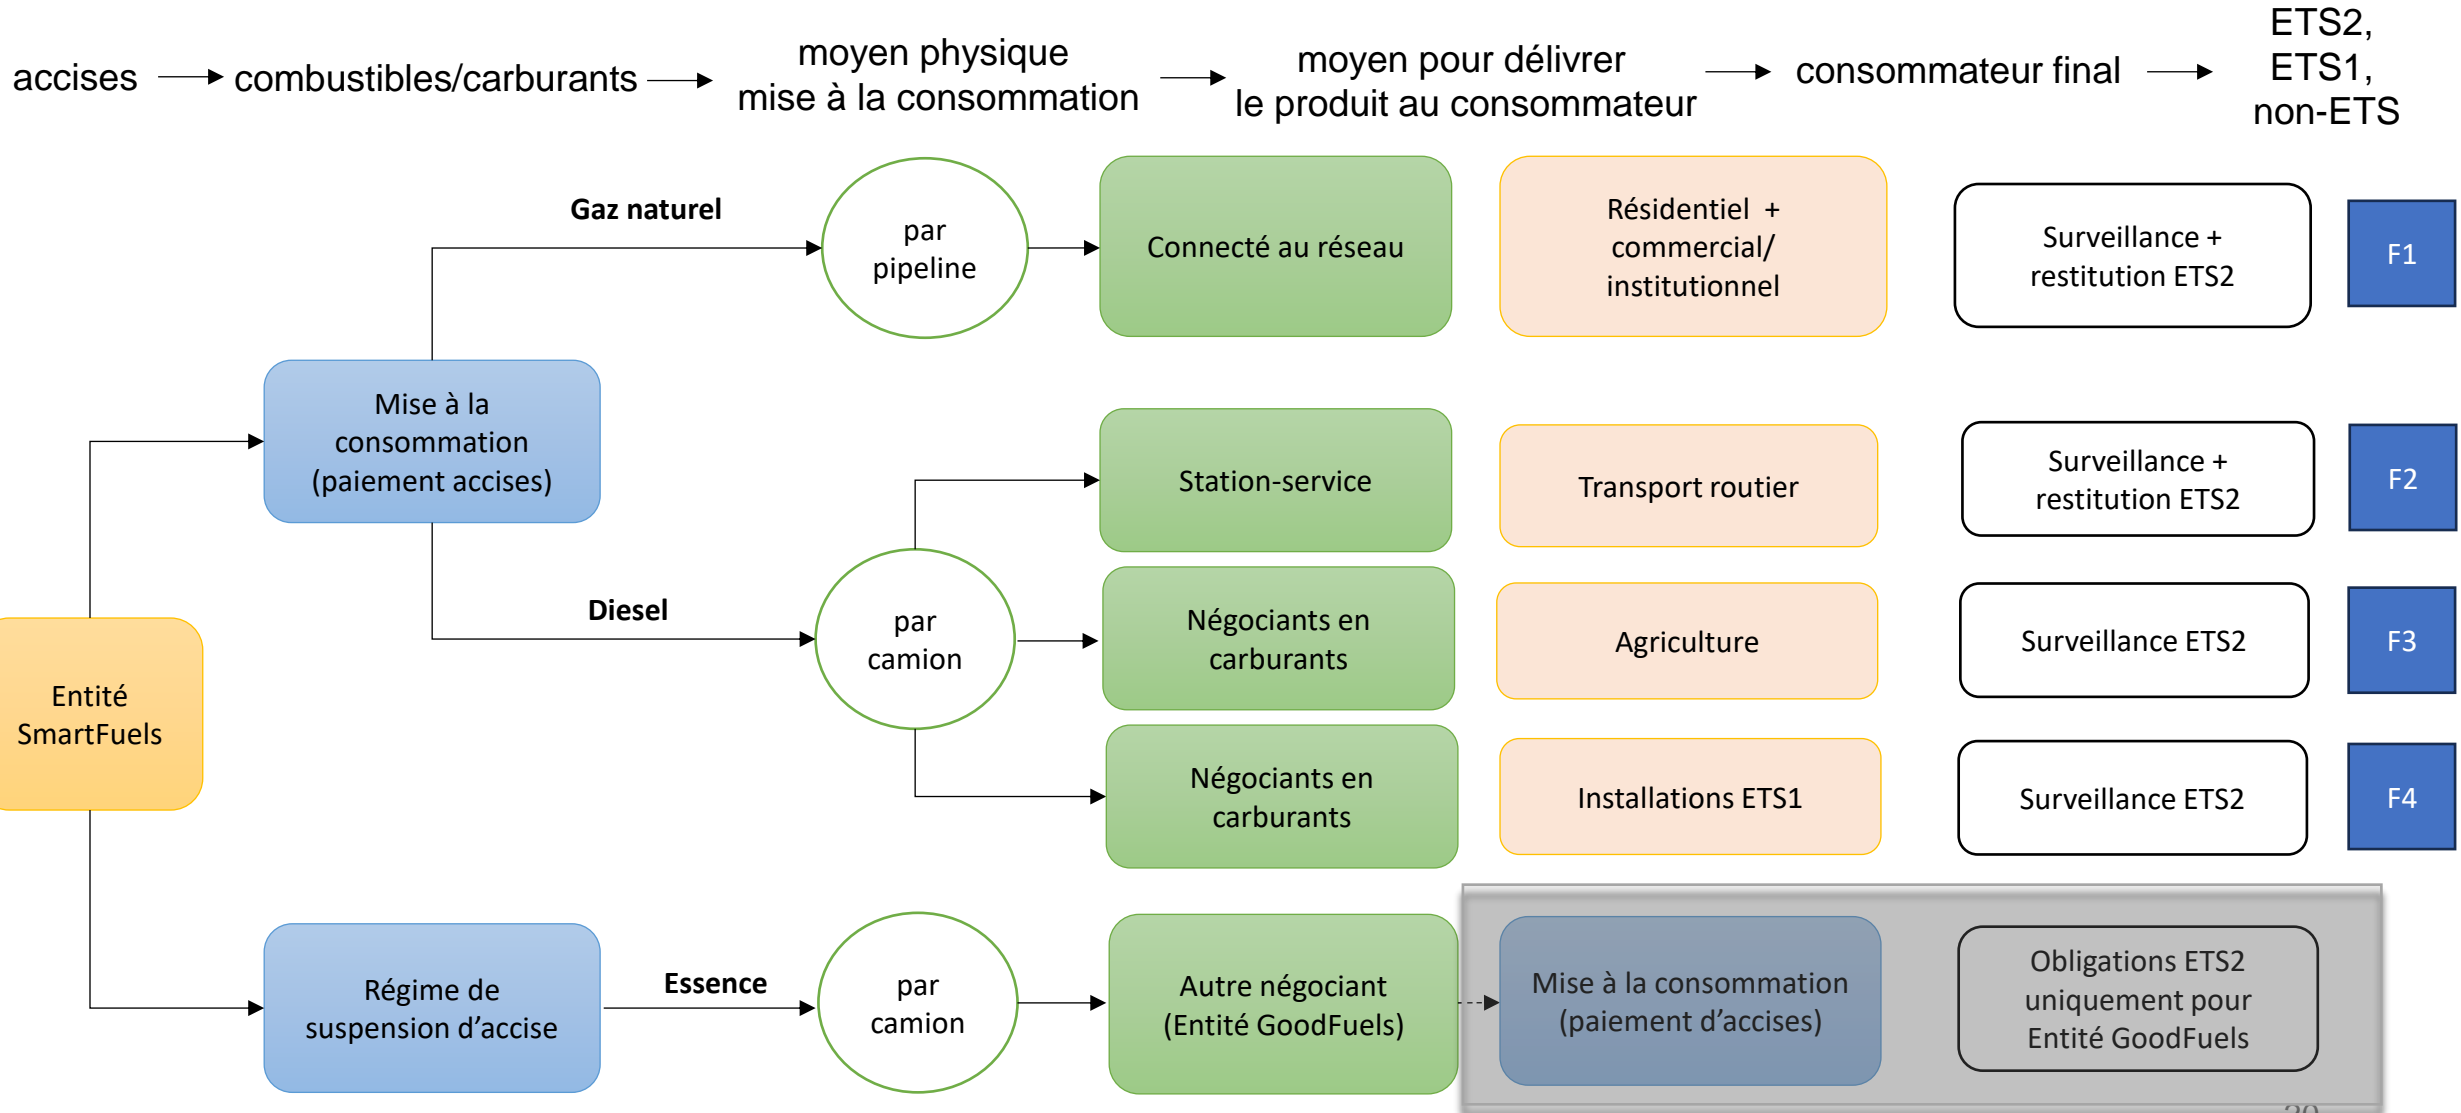 accises
combustibles/carburants
moyen physique
mise à la consommation
moyen pour délivrer
le produit au consommateur
consommateur final
ETS2,
ETS1,
non-ETS
Gaz naturel
par
pipeline
Connecté au réseau
Résidentiel +
commercial/
institutionnel
Surveillance +
restitution ETS2
F1
Mise à la
consommation
(paiement accises)
Station-service
Transport routier
Surveillance +
restitution ETS2
F2
Diesel
par
camion
Négociants en
carburants
Agriculture
Surveillance ETS2
F3
Entité
SmartFuels
Négociants en
carburants
Installations ETS1
Surveillance ETS2
F4
Régime de
suspension d'accise
Essence
par
camion
Autre négociant
(Entité GoodFuels)
Mise à la consommation
(paiement d'accises)
Obligations ETS2
uniquement pour
Entité GoodFuels